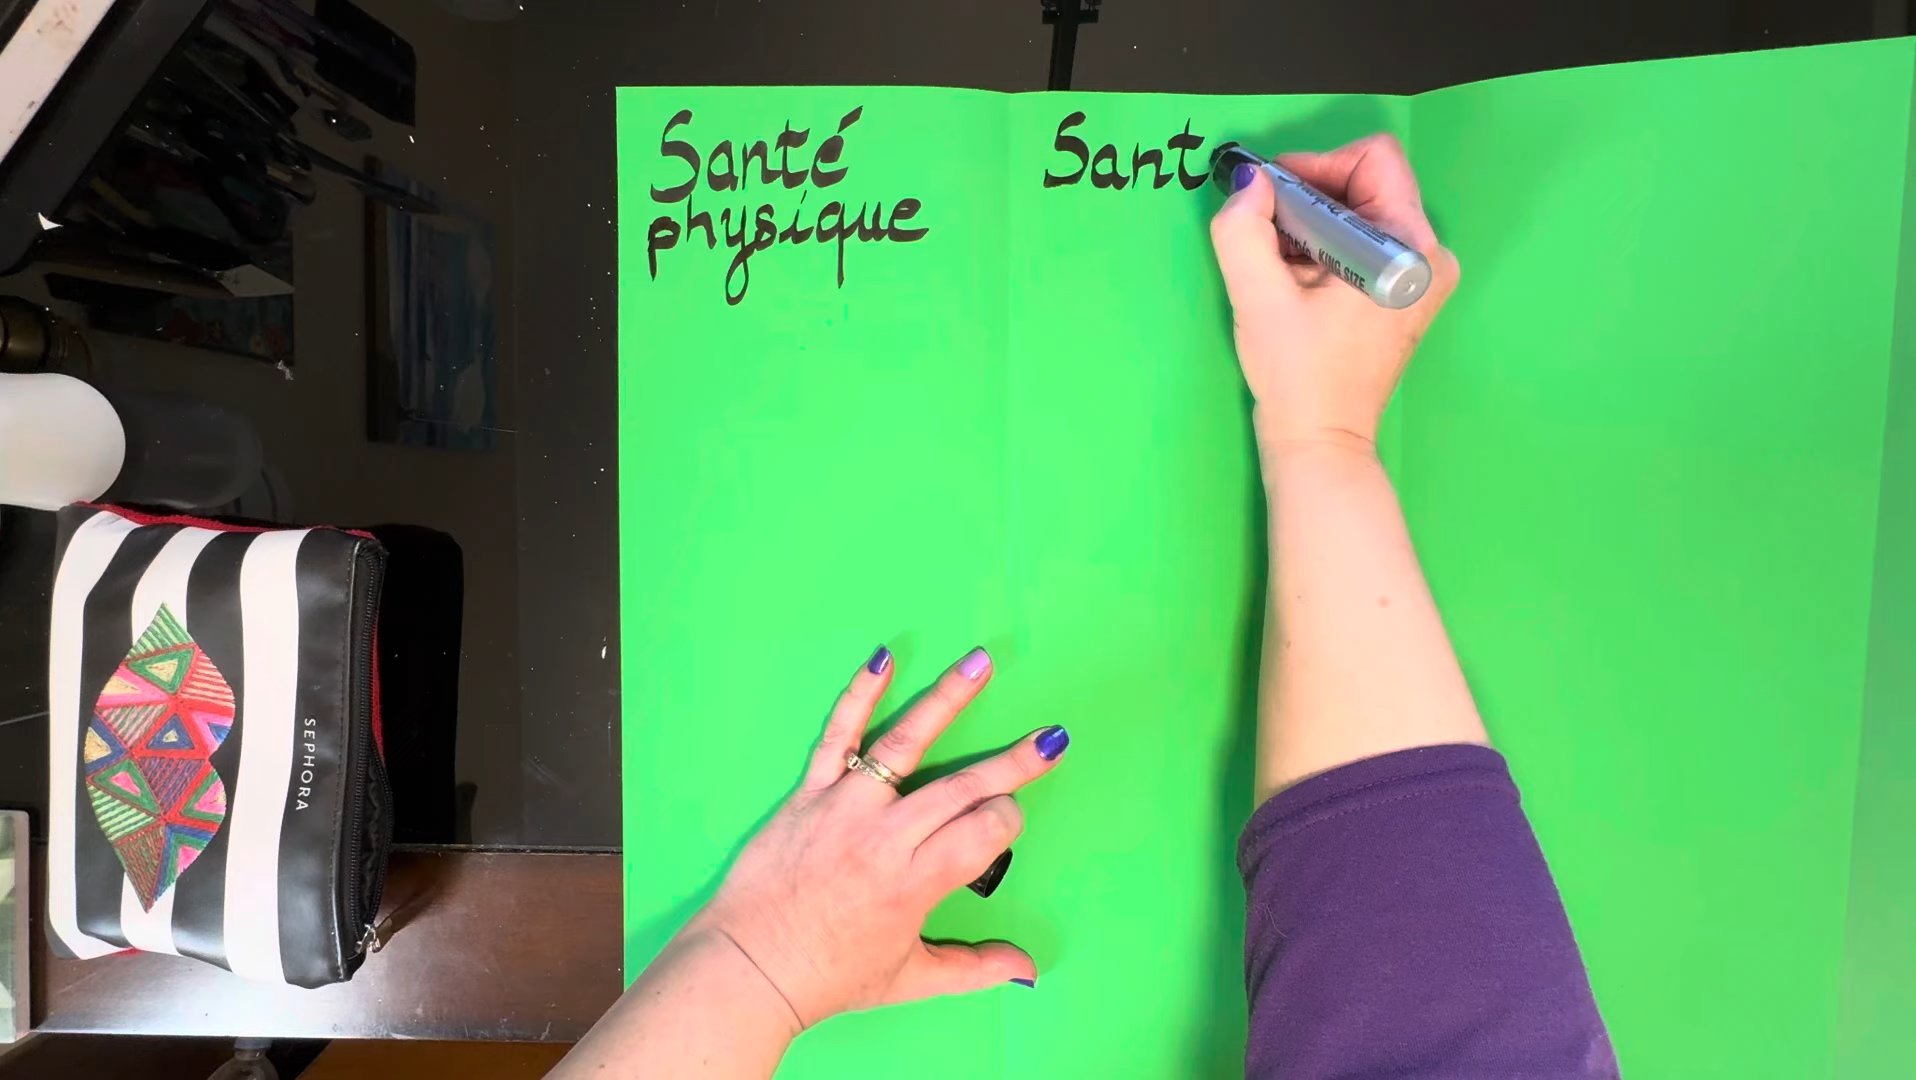 Santé
physique
Sant
KING SIZE
SEPHORA